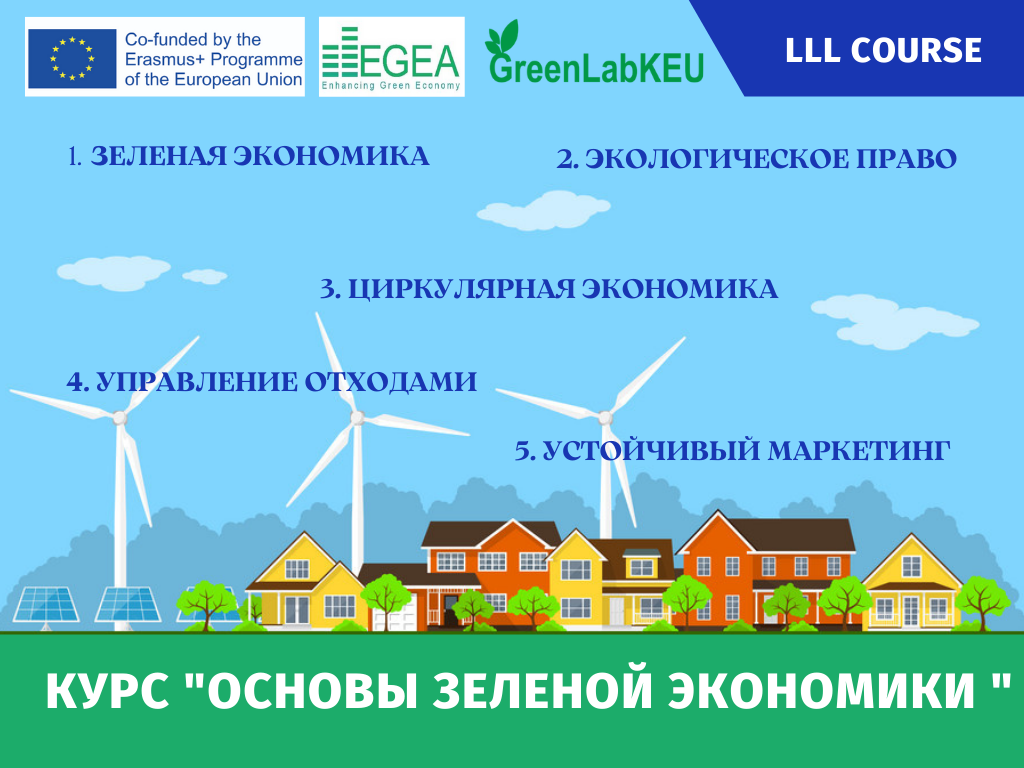 Co-funded by the
Erasmus+ Programme
of the European Union
EGEA
Enhancing Green Economy
GreenLabKEU
LLL COURSE
1. ЗЕЛЕНАЯ ЭКОНОМИКА
2. ЭКОЛОГИЧЕСКОЕ ПРАВО
3. ЦИРКУЛЯРНАЯ ЭКОНОМИКА
4. УПРАВЛЕНИЕ ОТХОДАМИ
5. УСТОЙЧИВЫЙ МАРКЕТИНГ
КУРС "ОСНОВЫ ЗЕЛЕНОЙ ЭКОНОМИКИ "